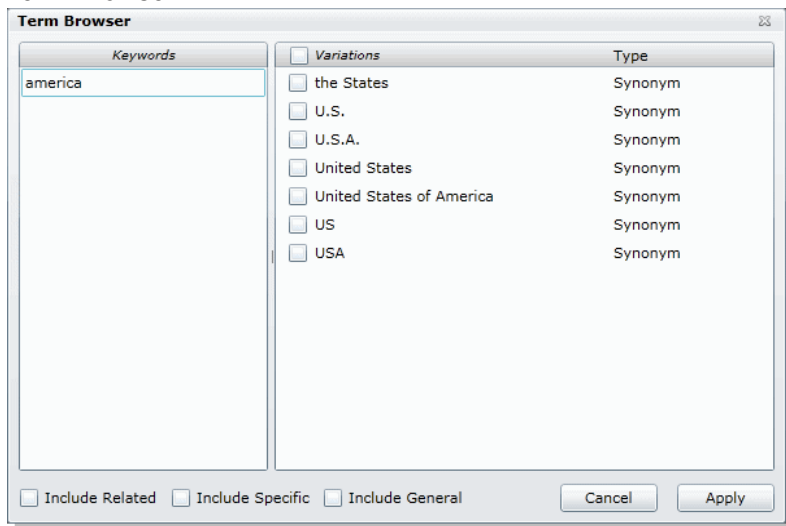 Term Browser
Keywords
Variations Type
america
the States Synonym
U.S. Synonym
U.S.A. Synonym
United States Synonym
United States of America Synonym
US Synonym
USA Synonym
Include Related Include Specific Include General Cancel Apply